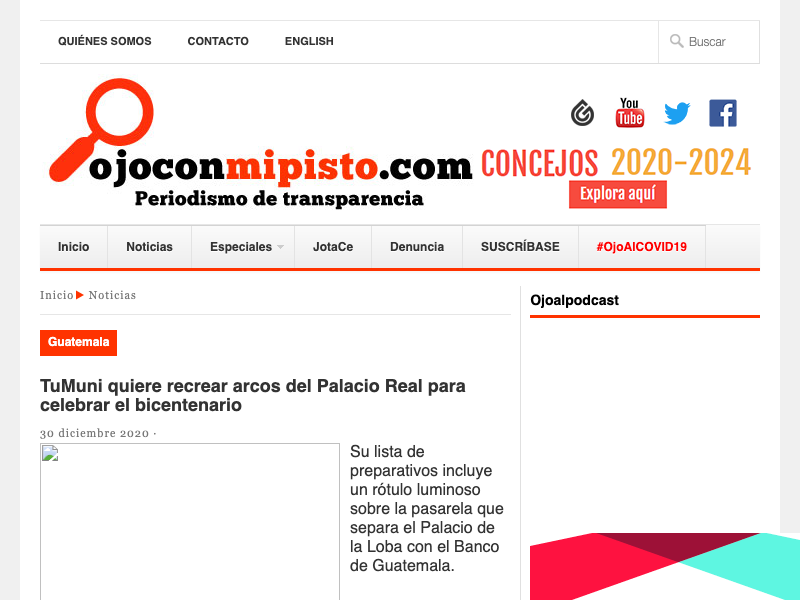 QUIÉNES SOMOS CONTACTO ENGLISH Buscar
You
Tube
ojoconmipisto.com
Periodismo de transparencia
CONCEJOS 2020-2024
Explora aquí
Inicio Noticias Especiales JotaCe Denuncia SUSCRÍBASE #OjoAlCOVID19
Inicio Noticias
Guatemala
TuMuni quiere recrear arcos del Palacio Real para
celebrar el bicentenario
30 diciembre 2020 ·
Su lista de
preparativos incluye
un rótulo luminoso
sobre la pasarela que
separa el Palacio de
la Loba con el Banco
de Guatemala.
Ojoalpodcast